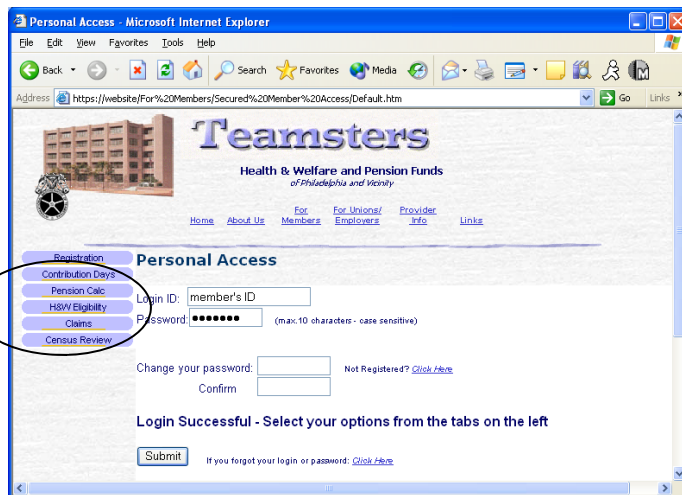 Personal Access - Microsoft Internet Explorer
File Edit View Favorites Tools Help
Back Search Favorites Media
Address https://website/For%20Members/Secured%20Member%20Access/Default.htm Go Links »
Teamsters
Health & Welfare and Pension Funds
of Philadelphia and Vicinity
Home About Us For Members For Unions/ Employers Provider Info Links
Registration
Contribution Days
Pension Calc
H&W Eligibility
Claims
Census Review
Personal Access
Login ID: member's ID
Password: ●●●●●●● (max.10 characters - case sensitive)
Change your password: Not Registered? Click Here
Confirm
Login Successful - Select your options from the tabs on the left
Submit If you forgot your login or password: Click Here